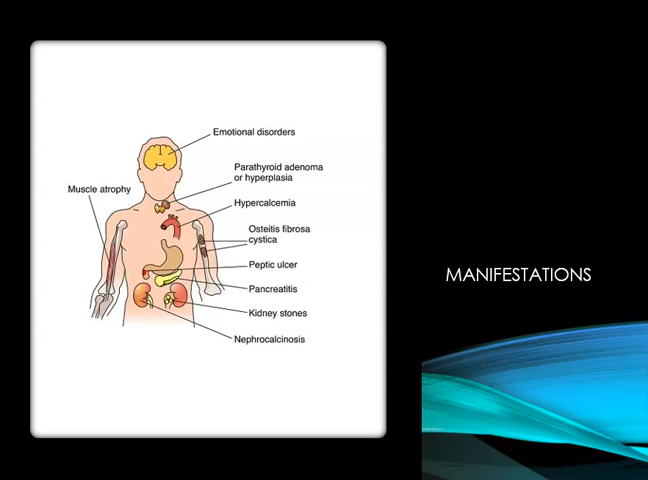 Emotional disorders
Parathyroid adenoma
or hyperplasia
Muscle atrophy
Hypercalcemia
Osteitis fibrosa
cystica
Peptic ulcer
Pancreatitis
Kidney stones
Nephrocalcinosis
MANIFESTATIONS